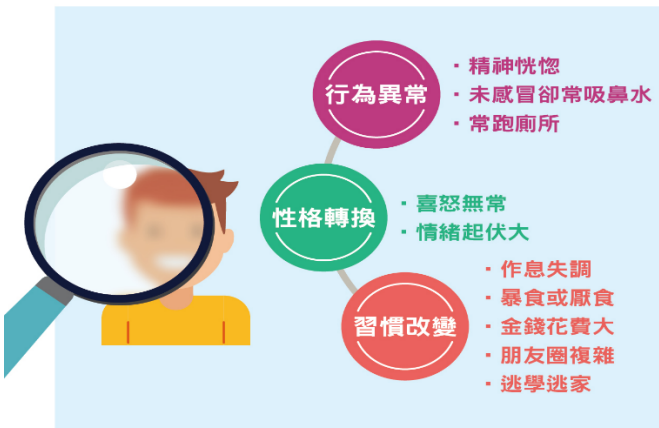 行為異常
· 精神恍惚
· 未感冒卻常吸鼻水
· 常跑廁所
性格轉換
· 喜怒無常
· 情緒起伏大
習慣改變
· 作息失調
· 暴食或厭食
· 金錢花費大
· 朋友圈複雜
· 逃學逃家